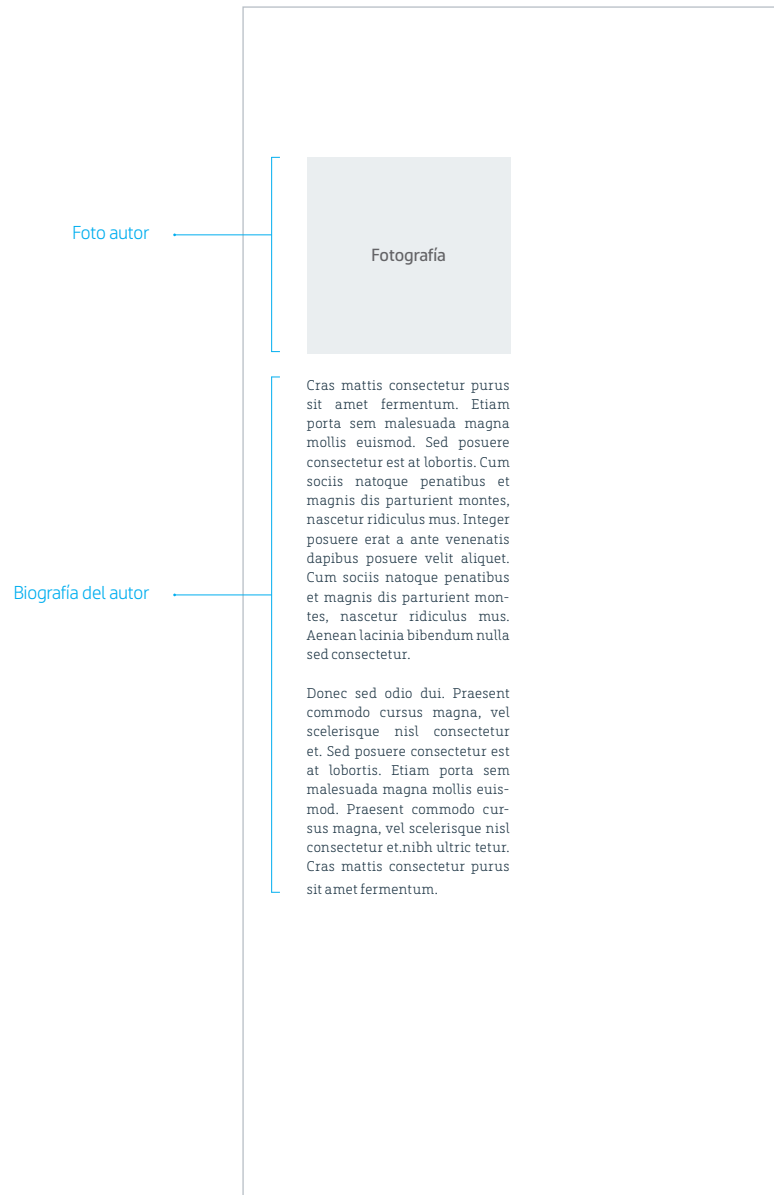 Foto autor
Fotografía
Biografía del autor
Cras mattis consectetur purus
sit amet fermentum. Etiam
porta sem malesuada magna
mollis euismod. Sed posuere
consectetur est at lobortis. Cum
sociis natoque penatibus et
magnis dis parturient montes,
nascetur ridiculus mus. Integer
posuere erat a ante venenatis
dapibus posuere velit aliquet.
Cum sociis natoque penatibus
et magnis dis parturient mon-
tes, nascetur ridiculus mus.
Aenean lacinia bibendum nulla
sed consectetur.

Donec sed odio dui. Praesent
commodo cursus magna, vel
scelerisque nisl consectetur
et. Sed posuere consectetur est
at lobortis. Etiam porta sem
malesuada magna mollis euis-
mod. Praesent commodo cur-
sus magna, vel scelerisque nisl
consectetur et.nibh ultric tetur.
Cras mattis consectetur purus
sit amet fermentum.